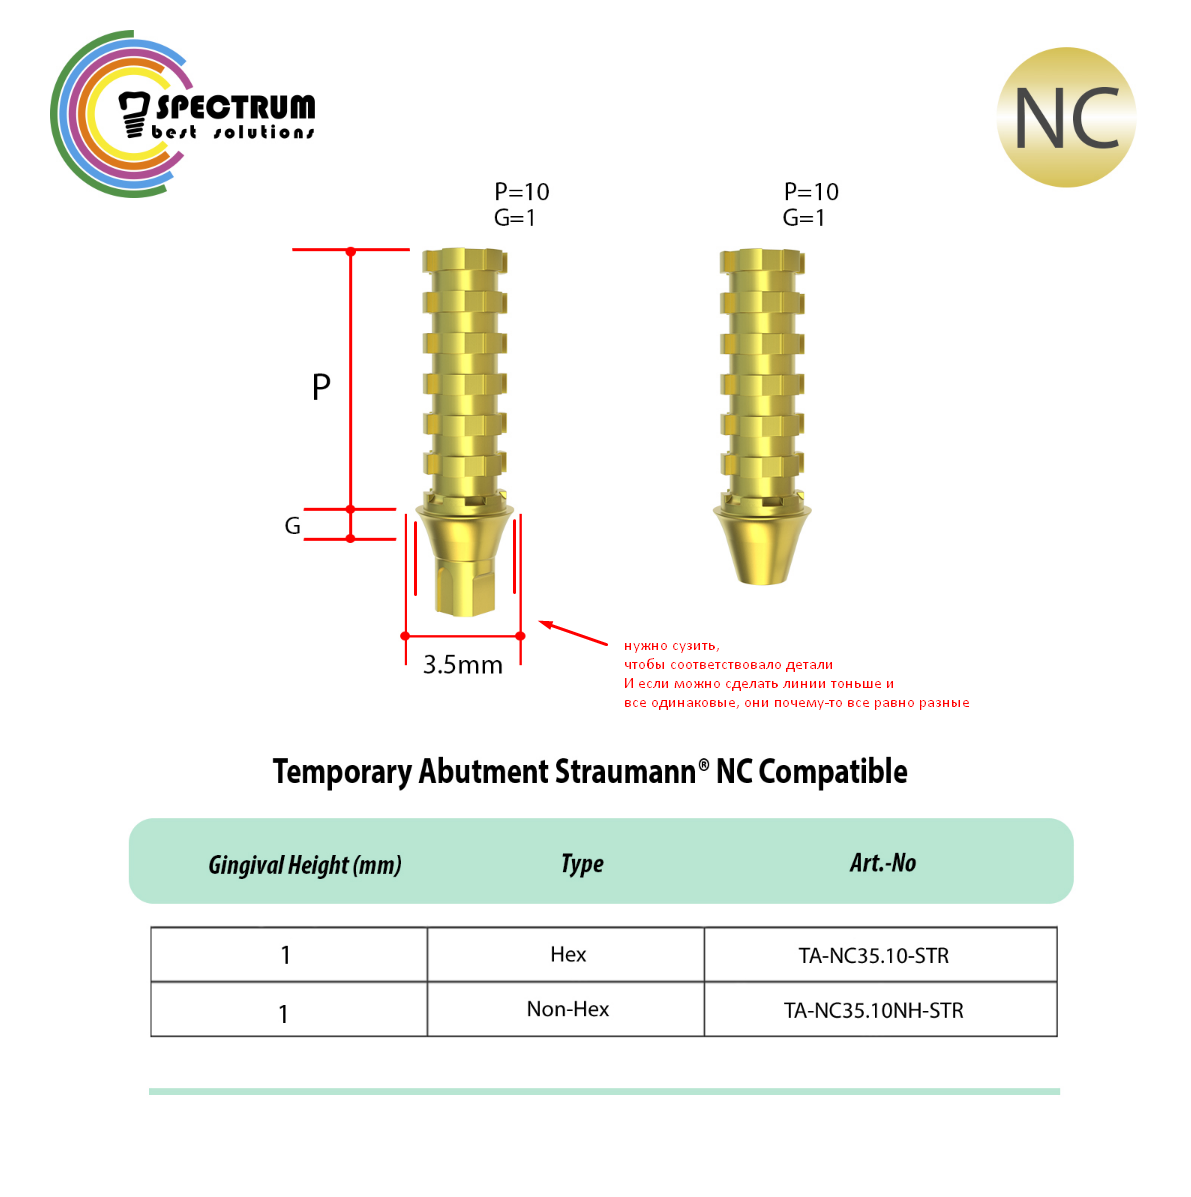 SPECTRUM
best solutions
NC
P=10
G=1
P=10
G=1
P
G
3.5mm
нужно сузить,
чтобы соответствовало детали
И если можно сделать линии тоньше и
все одинаковые, они почему-то все равно разные
Temporary Abutment Straumann® NC Compatible
Gingival Height (mm) Type Art.-No
1 Hex TA-NC35.10-STR
1 Non-Hex TA-NC35.10NH-STR